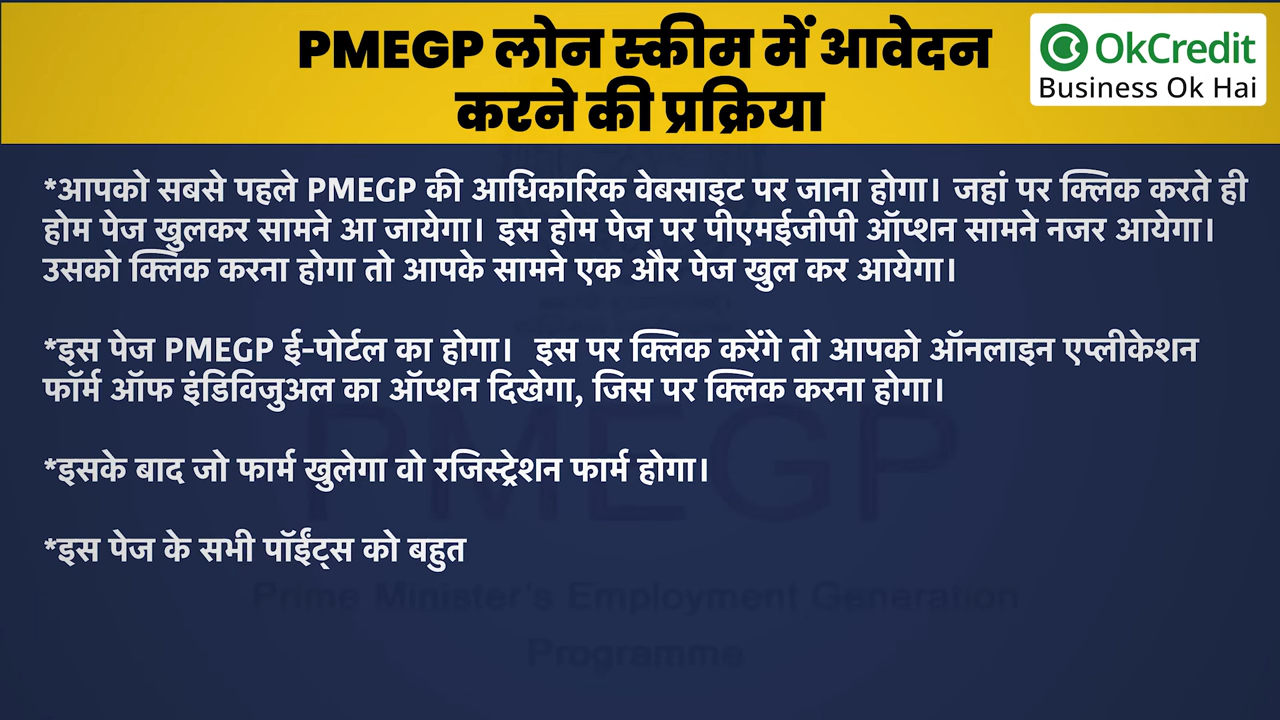 PMEGP लोन स्कीम में आवेदन
करने की प्रक्रिया
OkCredit
Business Ok Hai
*आपको सबसे पहले PMEGP की आधिकारिक वेबसाइट पर जाना होगा। जहां पर क्लिक करते ही
होम पेज खुलकर सामने आ जायेगा। इस होम पेज पर पीएमईजीपी ऑप्शन सामने नजर आयेगा।
उसको क्लिक करना होगा तो आपके सामने एक और पेज खुल कर आयेगा।
*इस पेज PMEGP ई-पोर्टल का होगा। इस पर क्लिक करेंगे तो आपको ऑनलाइन एप्लीकेशन
फॉर्म ऑफ इंडिविजुअल का ऑप्शन दिखेगा, जिस पर क्लिक करना होगा।
*इसके बाद जो फार्म खुलेगा वो रजिस्ट्रेशन फार्म होगा।
*इस पेज के सभी पॉईंट्स को बहुत
PMEGP
Prime Minister's Employment Generation
Programme